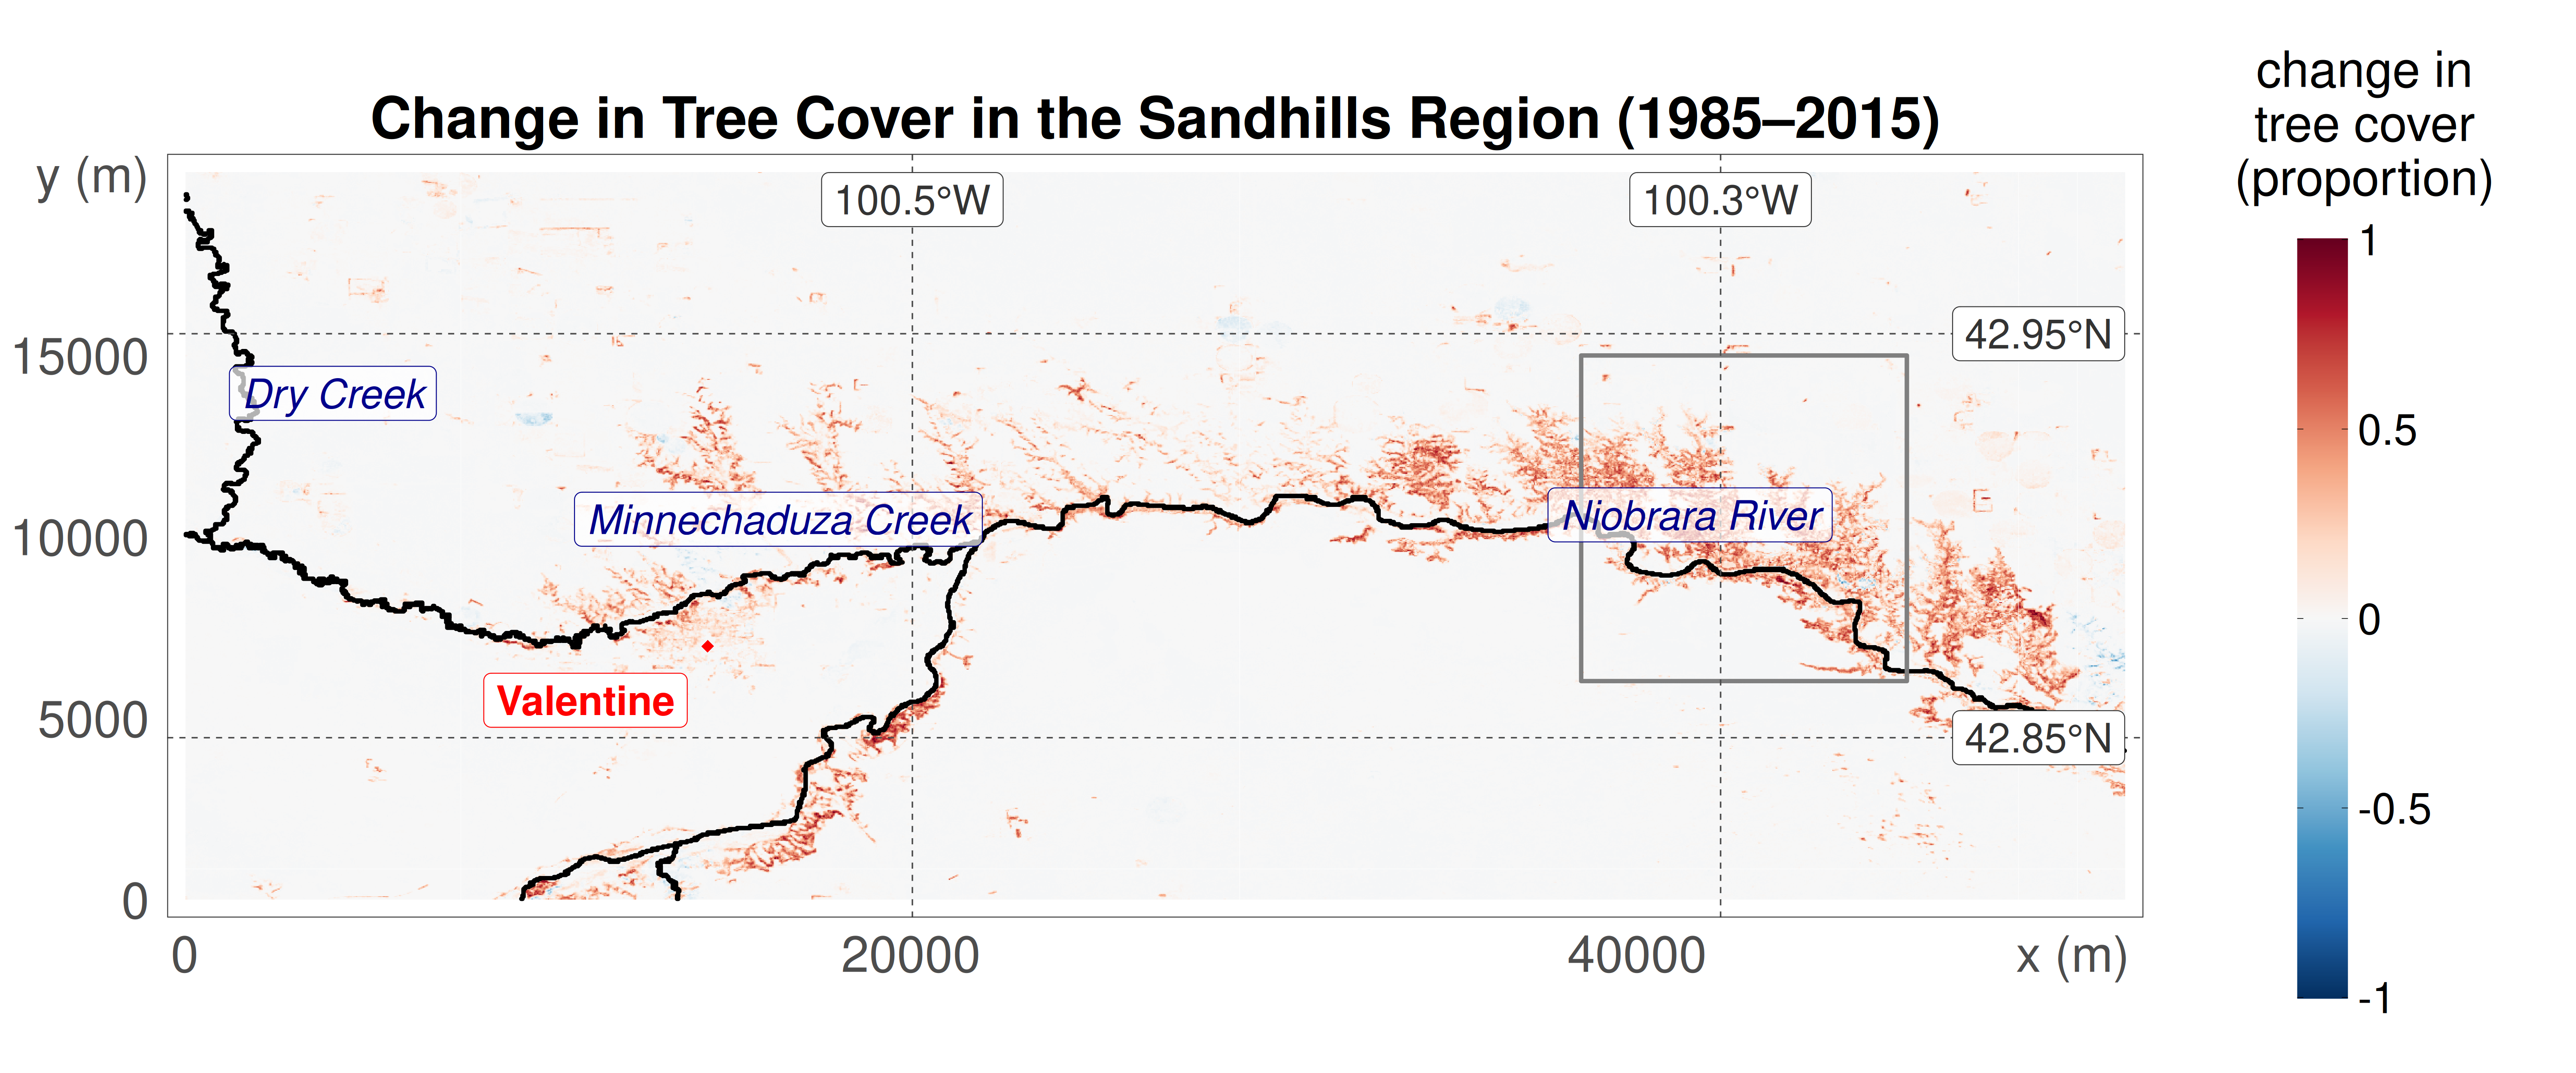 Change in Tree Cover in the Sandhills Region (1985–2015)
change in
tree cover
(proportion)
y (m)
15000
10000
5000
0
0
20000
40000
x (m)
100.5°W
100.3°W
42.95°N
42.85°N
Dry Creek
Minnechaduza Creek
Niobrara River
Valentine
1
0.5
0
-0.5
-1